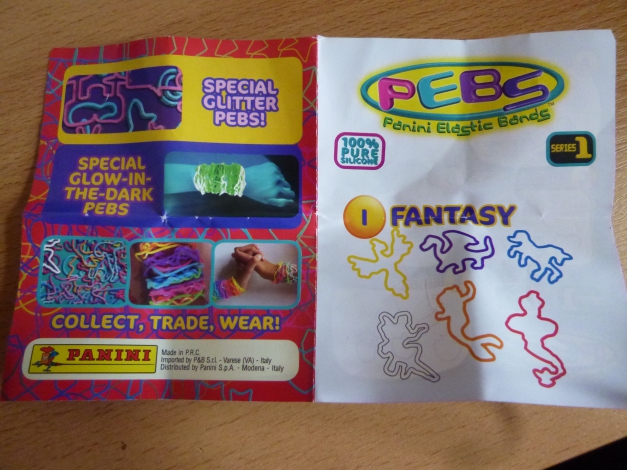 SPECIAL
GLITTER
PEBS!
SPECIAL
GLOW-IN-
THE-DARK
PEBS
COLLECT, TRADE, WEAR!
PANINI
Made in P.R.C.
Imported by P&B S.r.l. - Varese (VA) - Italy
Distributed by Panini S.p.A. - Modena - Italy
PEBS™
Panini Elastic Bands
100%
PURE
SILICONE
SERIES 1
1 FANTASY